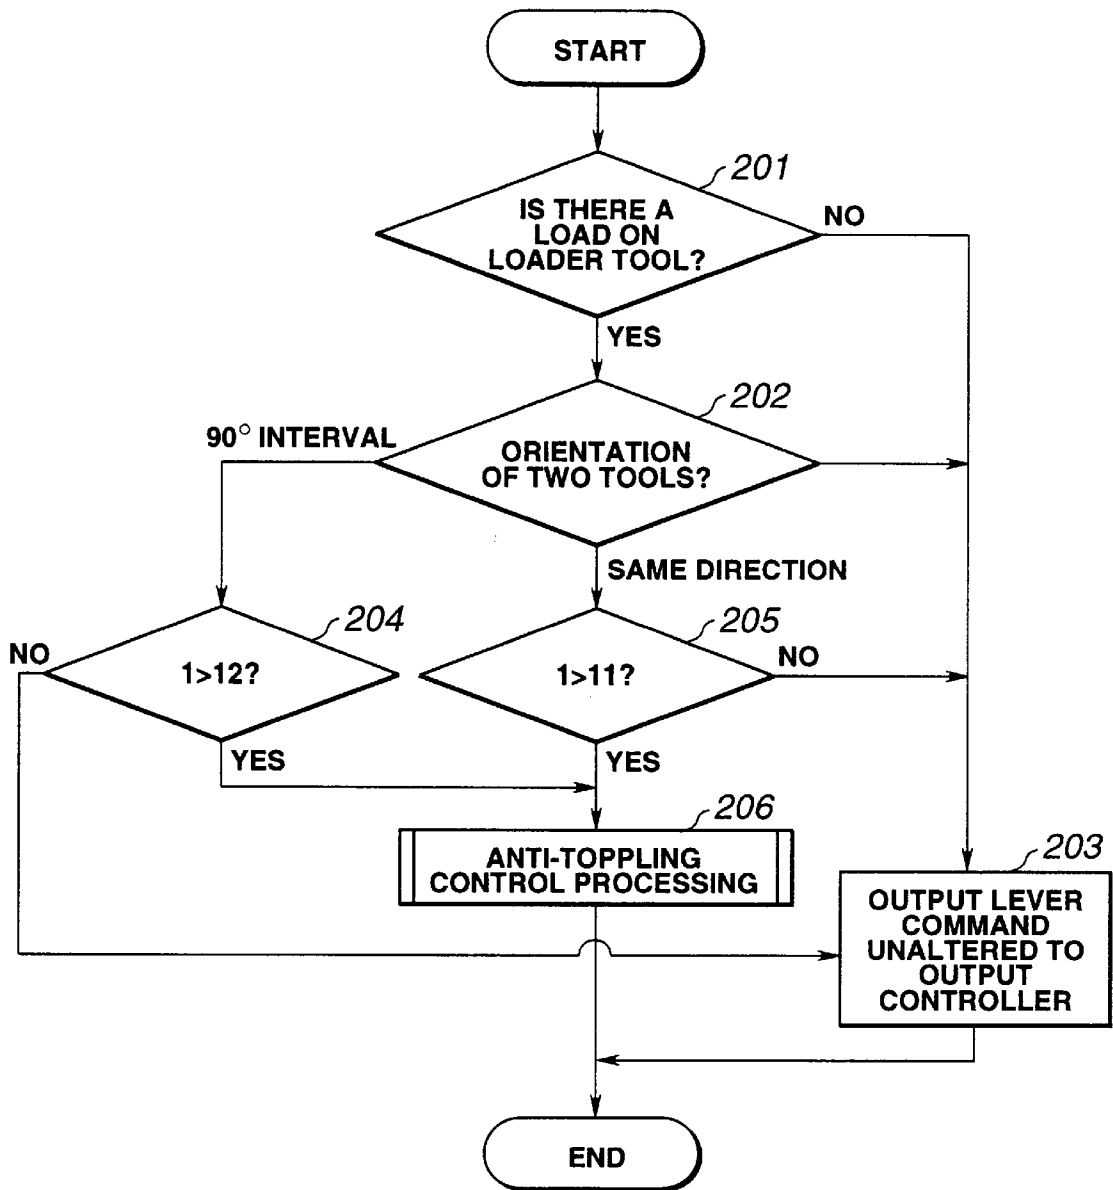 START
201
IS THERE A
LOAD ON
LOADER TOOL?
NO
YES
202
90° INTERVAL
ORIENTATION
OF TWO TOOLS?
SAME DIRECTION
204
205
NO
1>12?
1>11?
NO
YES
YES
206
ANTI-TOPPLING
CONTROL PROCESSING
203
OUTPUT LEVER
COMMAND
UNALTERED TO
OUTPUT
CONTROLLER
END